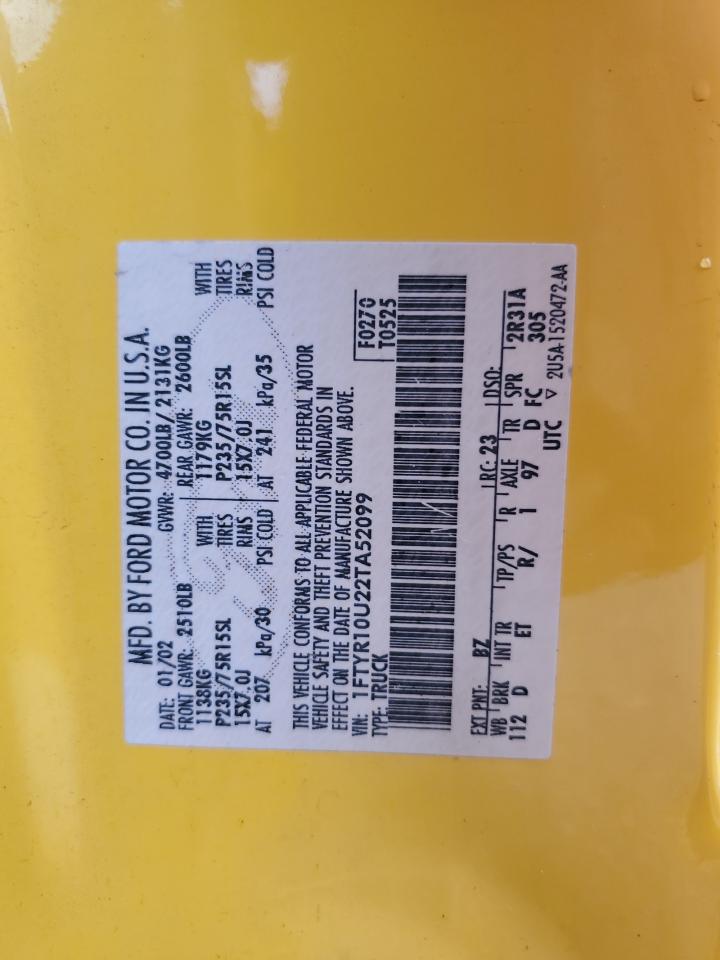 MFD. BY FORD MOTOR CO. IN U.S.A.
DATE: 01/02 GVWR: 4700LB/ 2131KG
FRONT GAWR: 2510LB REAR GAWR: 2600LB
1138KG WITH 1179KG WITH
P235/75R15SL TIRES P235/75R15SL TIRES
15X7.0J RIMS 15X7.0J RIMS
AT 207 kPa/30 PSI COLD AT 241 kPa/35 PSI COLD
THIS VEHICLE CONFORMS TO ALL APPLICABLE FEDERAL MOTOR
VEHICLE SAFETY AND THEFT PREVENTION STANDARDS IN
EFFECT ON THE DATE OF MANUFACTURE SHOWN ABOVE.
VIN: 1FTYR10U22TA52099 F0270
TYPE: TRUCK T0525
EXT PNT: BZ RC: 23 DSO:
WB BRK INT TR TP/PS R AXLE TR SPR 2R31A
112 D ET R/ 1 97 D FC 305
UTC ▽ 2U5A-1520472-AA